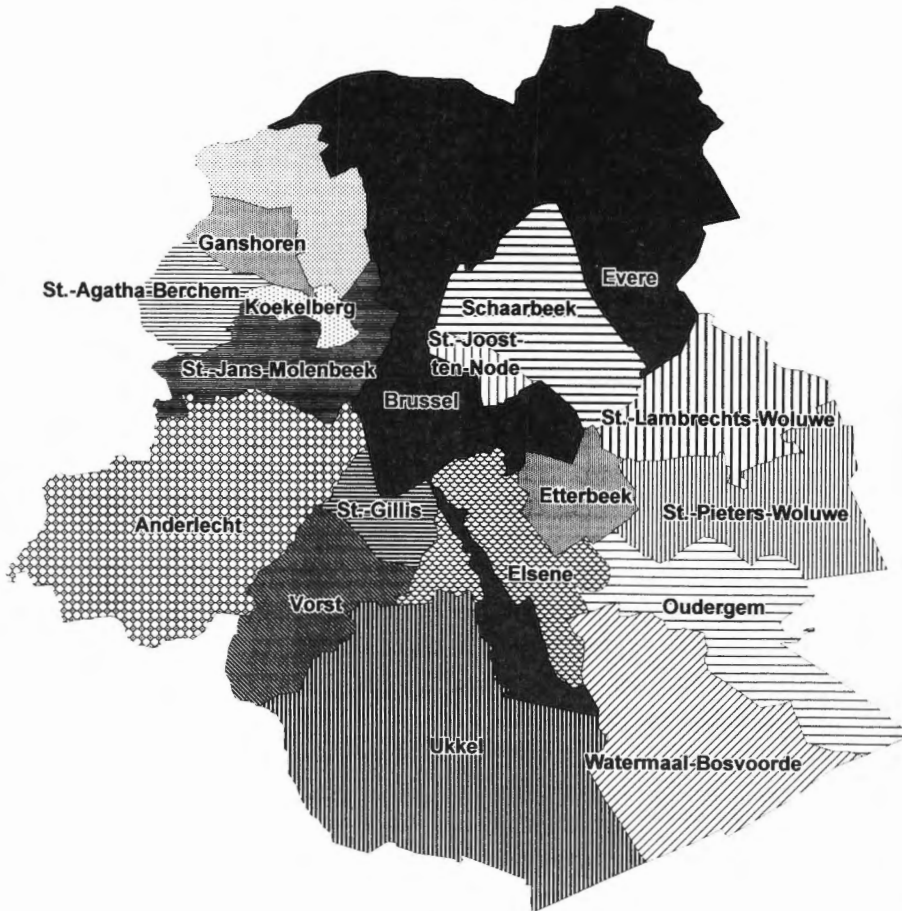 Ganshoren
Evere
St.-Agatha-Berchem
Koekelberg
Schaarbeek
St.-Joost-
ten-Node
St.-Jans-Molenbeek
Brussel
St.-Lambrechts-Woluwe
Etterbeek
St.-Gillis
St.-Pieters-Woluwe
Anderlecht
Elsene
Vorst
Oudergem
Ukkel
Watermaal-Bosvoorde